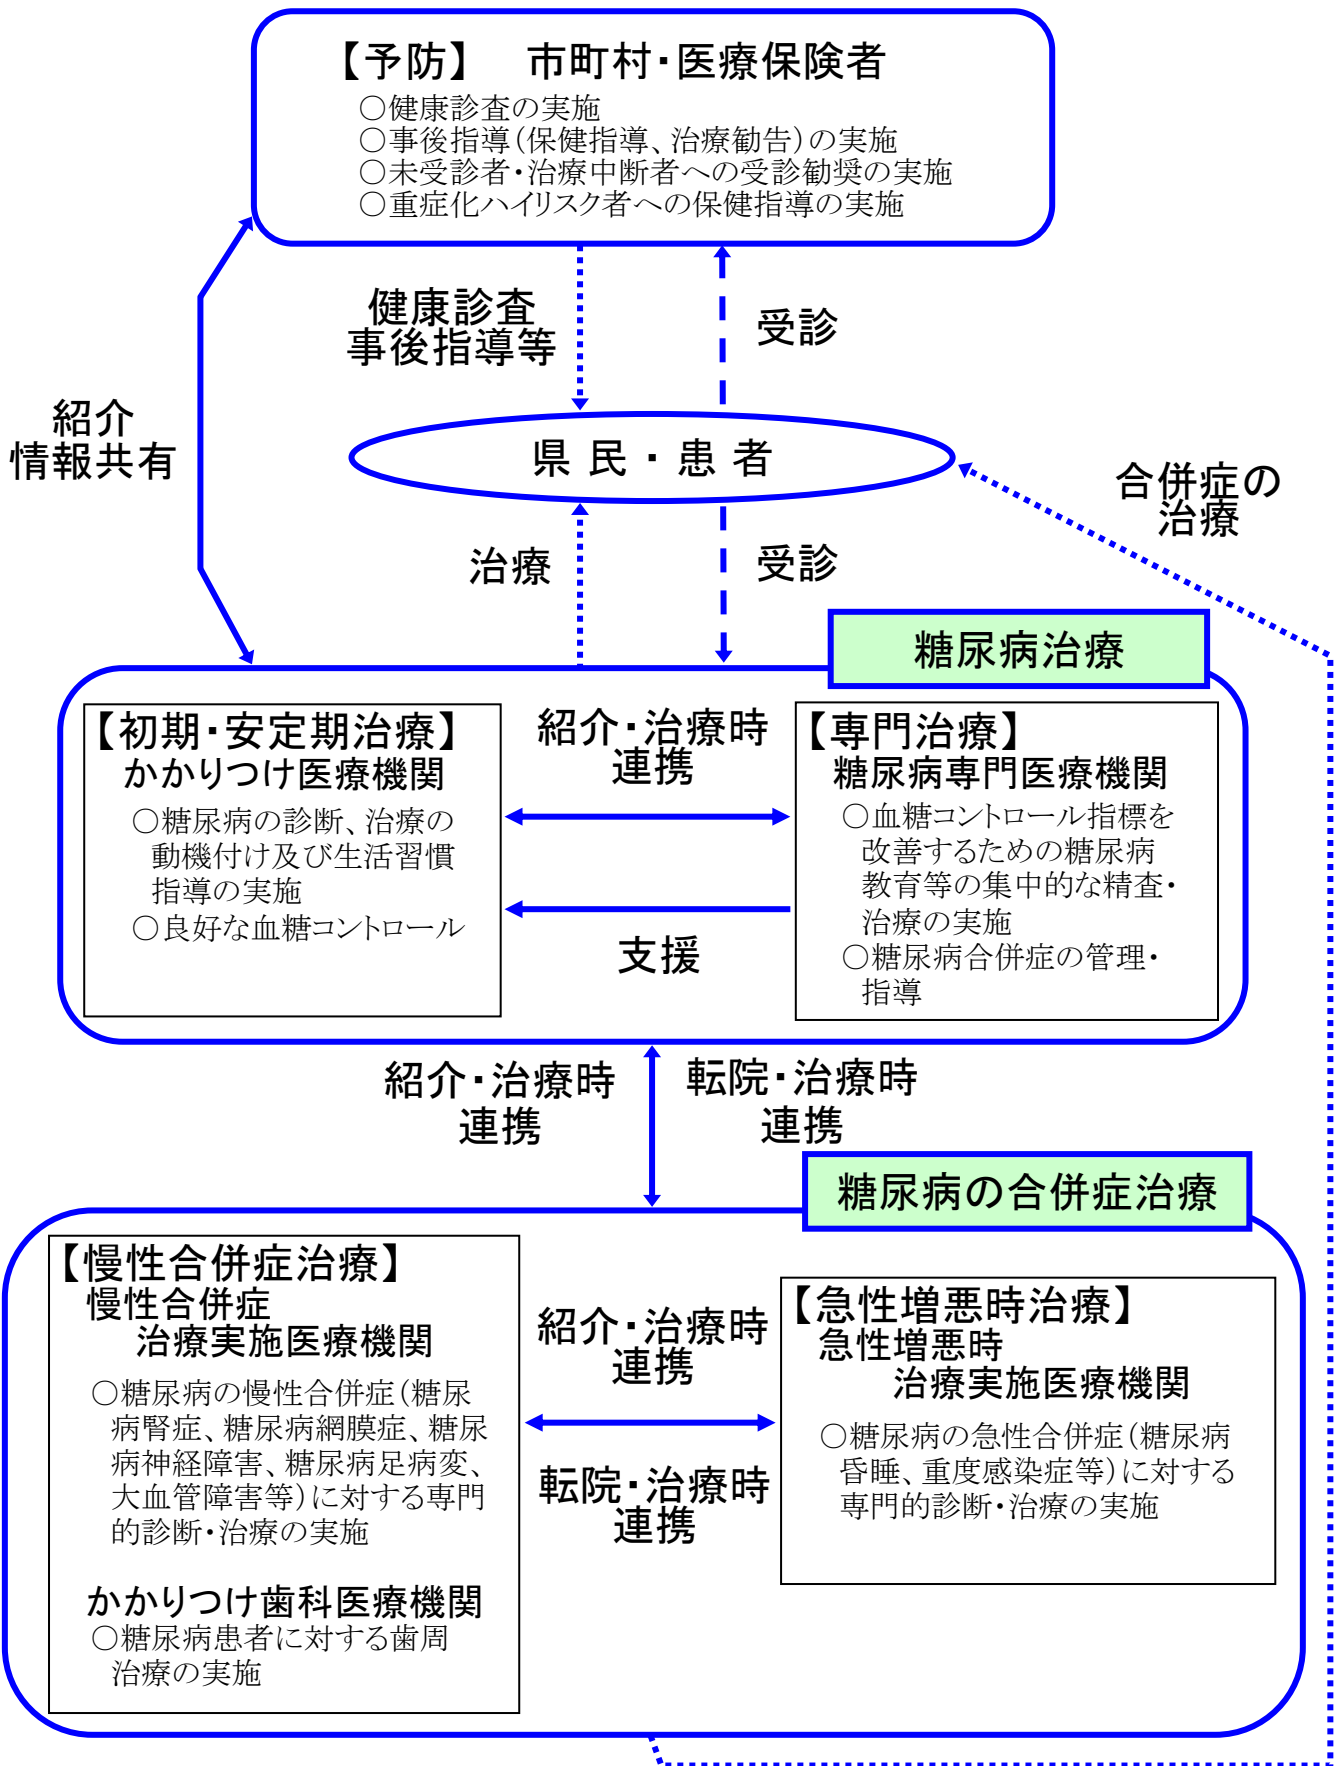 【予防】 市町村・医療保険者
○健康診査の実施
○事後指導(保健指導、治療勧告)の実施
○未受診者・治療中断者への受診勧奨の実施
○重症化ハイリスク者への保健指導の実施
健康診査
事後指導等
受診
紹介
情報共有
県民・患者
合併症の
治療
治療
受診
糖尿病治療
【初期・安定期治療】
かかりつけ医療機関
○糖尿病の診断、治療の
動機付け及び生活習慣
指導の実施
○良好な血糖コントロール
紹介・治療時
連携
支援
【専門治療】
糖尿病専門医療機関
○血糖コントロール指標を
改善するための糖尿病
教育等の集中的な精査・
治療の実施
○糖尿病合併症の管理・
指導
紹介・治療時
連携
転院・治療時
連携
糖尿病の合併症治療
【慢性合併症治療】
慢性合併症
治療実施医療機関
○糖尿病の慢性合併症(糖尿
病腎症、糖尿病網膜症、糖尿
病神経障害、糖尿病足病変、
大血管障害等)に対する専門
的診断・治療の実施
かかりつけ歯科医療機関
○糖尿病患者に対する歯周
治療の実施
紹介・治療時
連携
転院・治療時
連携
【急性増悪時治療】
急性増悪時
治療実施医療機関
○糖尿病の急性合併症(糖尿病
昏睡、重度感染症等)に対する
専門的診断・治療の実施